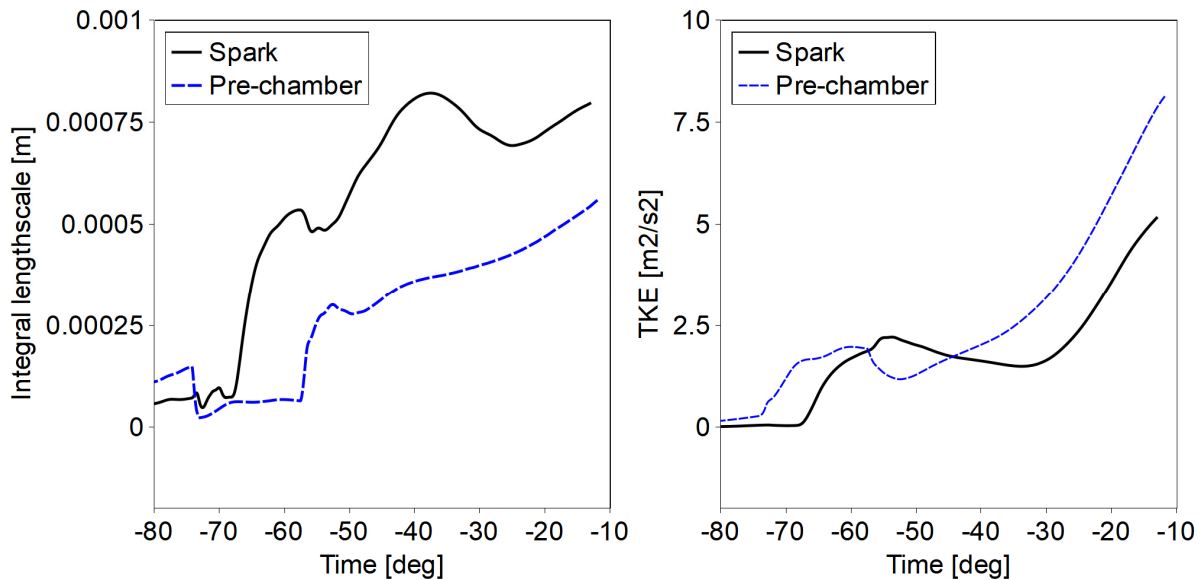 Integral lengthscale [m]
0.001
0.00075
0.0005
0.00025
0
Spark
Pre-chamber
-80 -70 -60 -50 -40 -30 -20 -10
Time [deg]
TKE [m2/s2]
10
7.5
5
2.5
0
Spark
Pre-chamber
-80 -70 -60 -50 -40 -30 -20 -10
Time [deg]